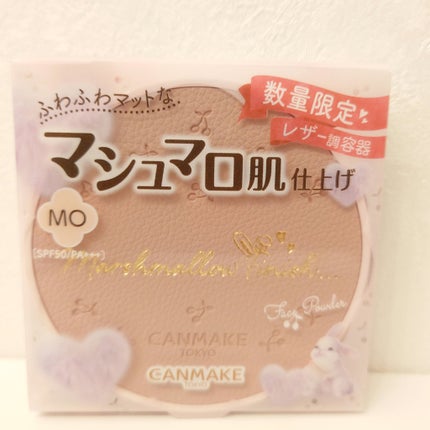 ふわふわマットな
数量限定
レザー調容器
マシュマロ肌仕上げ
MO
[SPF50/PA+++]
Marshmallow Finish...
Face Powder
CANMAKE
TOKYO
CANMAKE
TOKYO